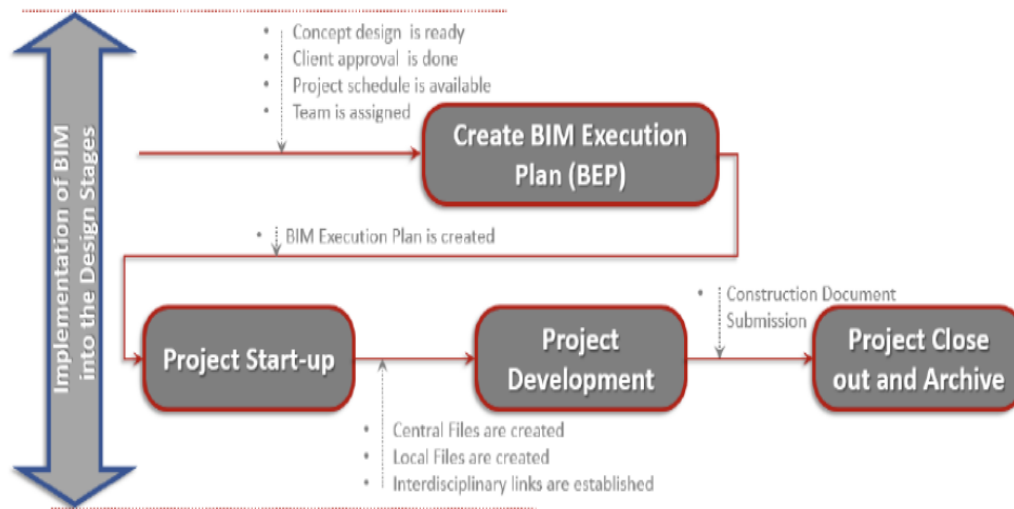 Implementation of BIM
into the Design Stages
• Concept design is ready
• Client approval is done
• Project schedule is available
• Team is assigned
Create BIM Execution
Plan (BEP)
• BIM Execution Plan is created
Project Start-up
• Central Files are created
• Local Files are created
• Interdisciplinary links are established
Project
Development
• Construction Document
Submission
Project Close
out and Archive